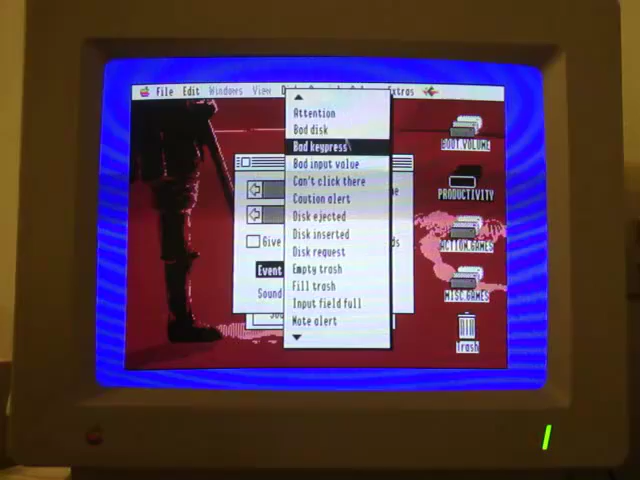 File Edit Windows View Extras
Attention
Bad disk
Bad keypress
Bad input value
Can't click there
Caution alert
Disk ejected
Disk inserted
Disk request
Empty trash
Fill trash
Input field full
Note alert
Give
Event
Sound
BOOT.VOLUME
PRODUCTIVITY
ACTION.GAMES
MISC.GAMES
Trash